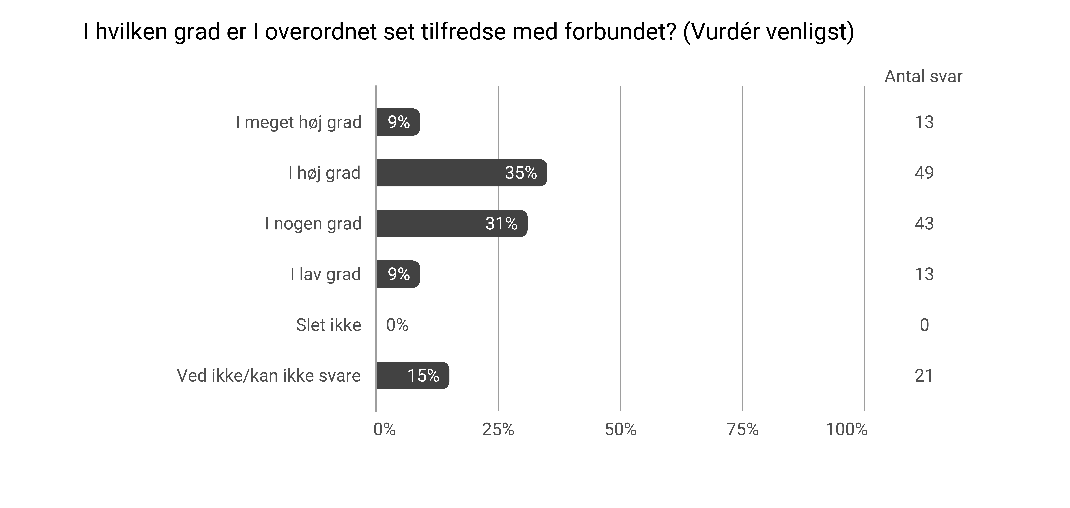 I hvilken grad er I overordnet set tilfredse med forbundet? (Vurdér venligst)
Antal svar
I meget høj grad 9% 13
I høj grad 35% 49
I nogen grad 31% 43
I lav grad 9% 13
Slet ikke 0% 0
Ved ikke/kan ikke svare 15% 21
0% 25% 50% 75% 100%